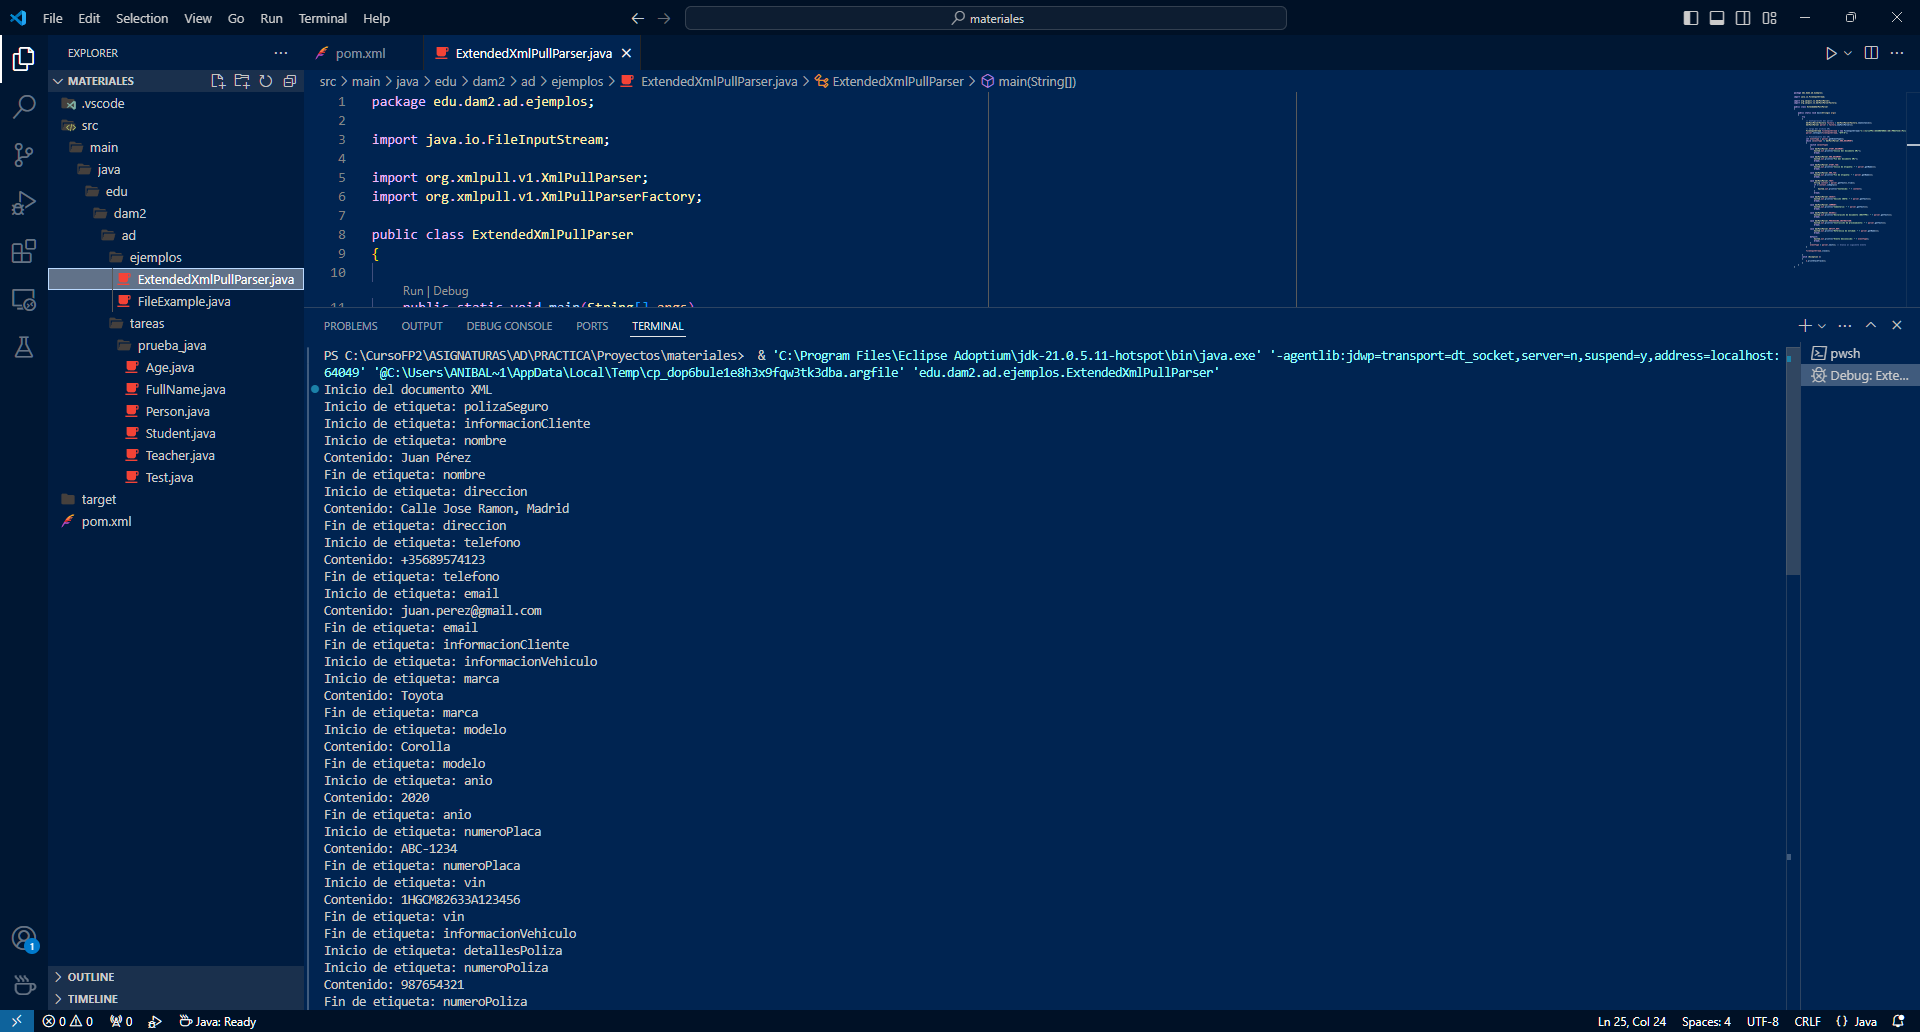 File Edit Selection View Go Run Terminal Help
materiales
EXPLORER
MATERIALES
.vscode
src
main
java
edu
dam2
ad
ejemplos
ExtendedXmlPullParser.java
FileExample.java
tareas
prueba_java
Age.java
FullName.java
Person.java
Student.java
Teacher.java
Test.java
target
pom.xml
OUTLINE
TIMELINE
pom.xml ExtendedXmlPullParser.java
src > main > java > edu > dam2 > ad > ejemplos > ExtendedXmlPullParser.java > ExtendedXmlPullParser > main(String[])
1 package edu.dam2.ad.ejemplos;
2
3 import java.io.FileInputStream;
4
5 import org.xmlpull.v1.XmlPullParser;
6 import org.xmlpull.v1.XmlPullParserFactory;
7
8 public class ExtendedXmlPullParser
9 {
10
Run | Debug
11 public static void main(String[] args)
PROBLEMS OUTPUT DEBUG CONSOLE PORTS TERMINAL
PS C:\CursoFP2\ASIGNATURAS\AD\PRACTICA\Proyectos\materiales> & 'C:\Program Files\Eclipse Adoptium\jdk-21.0.5.11-hotspot\bin\java.exe' '-agentlib:jdwp=transport=dt_socket,server=n,suspend=y,address=localhost:
64049' '@C:\Users\ANIBAL~1\AppData\Local\Temp\cp_dop6bule1e8h3x9fqw3tk3dba.argfile' 'edu.dam2.ad.ejemplos.ExtendedXmlPullParser'
Inicio del documento XML
Inicio de etiqueta: polizaSeguro
Inicio de etiqueta: informacionCliente
Inicio de etiqueta: nombre
Contenido: Juan Pérez
Fin de etiqueta: nombre
Inicio de etiqueta: direccion
Contenido: Calle Jose Ramon, Madrid
Fin de etiqueta: direccion
Inicio de etiqueta: telefono
Contenido: +35689574123
Fin de etiqueta: telefono
Inicio de etiqueta: email
Contenido: juan.perez@gmail.com
Fin de etiqueta: email
Fin de etiqueta: informacionCliente
Inicio de etiqueta: informacionVehiculo
Inicio de etiqueta: marca
Contenido: Toyota
Fin de etiqueta: marca
Inicio de etiqueta: modelo
Contenido: Corolla
Fin de etiqueta: modelo
Inicio de etiqueta: anio
Contenido: 2020
Fin de etiqueta: anio
Inicio de etiqueta: numeroPlaca
Contenido: ABC-1234
Fin de etiqueta: numeroPlaca
Inicio de etiqueta: vin
Contenido: 1HGCM82633A123456
Fin de etiqueta: vin
Fin de etiqueta: informacionVehiculo
Inicio de etiqueta: detallesPoliza
Inicio de etiqueta: numeroPoliza
Contenido: 987654321
Fin de etiqueta: numeroPoliza
pwsh
Debug: Exte...
1
0 0 0 Java: Ready Ln 25, Col 24 Spaces: 4 UTF-8 CRLF {} Java